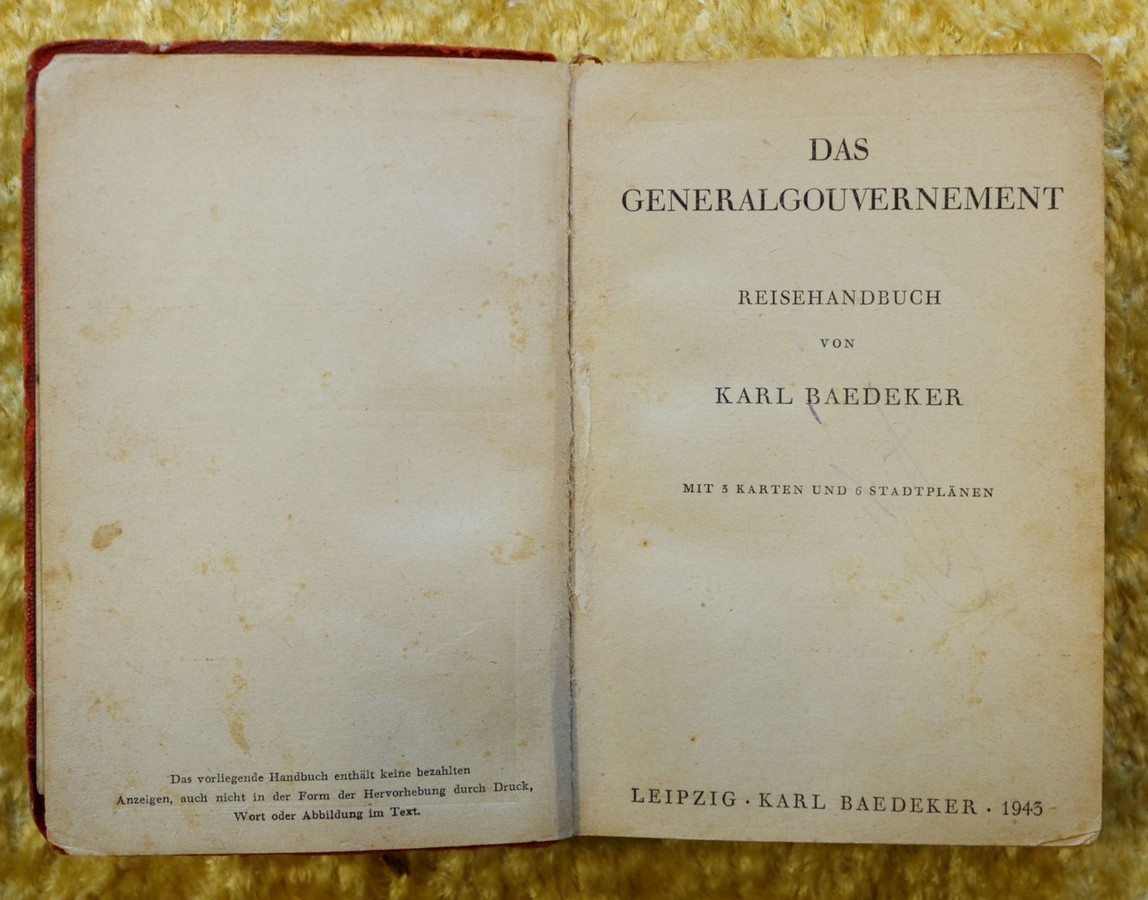 Das vorliegende Handbuch enthält keine bezahlten
Anzeigen, auch nicht in der Form der Hervorhebung durch Druck,
Wort oder Abbildung im Text.
DAS
GENERALGOUVERNEMENT
REISEHANDBUCH
VON
KARL BAEDEKER
MIT 3 KARTEN UND 6 STADTPLÄNEN
LEIPZIG · KARL BAEDEKER · 1943